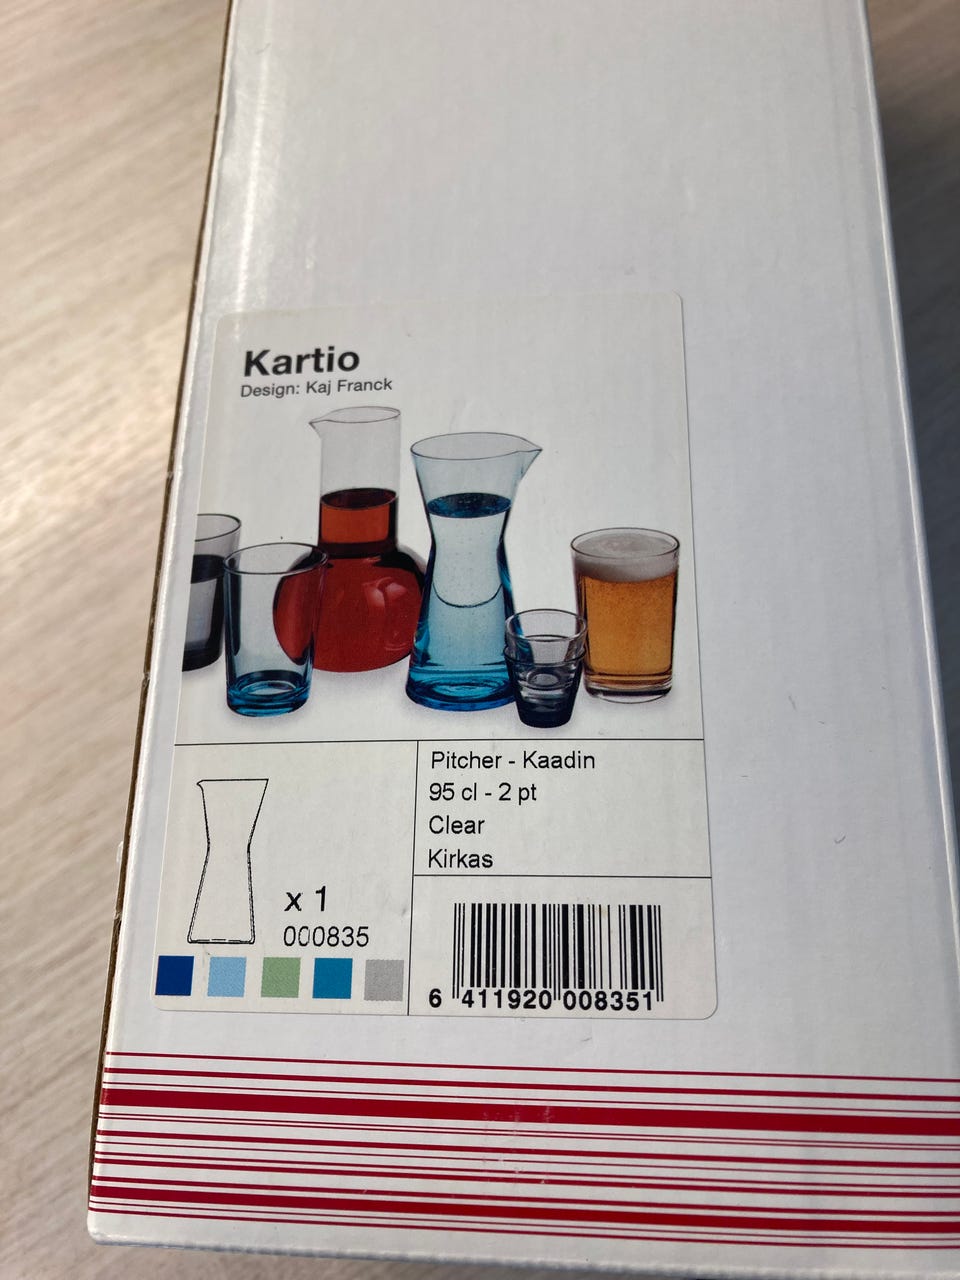 Kartio
Design: Kaj Franck
Pitcher - Kaadin
95 cl - 2 pt
Clear
Kirkas
x 1
000835
6 411920 008351